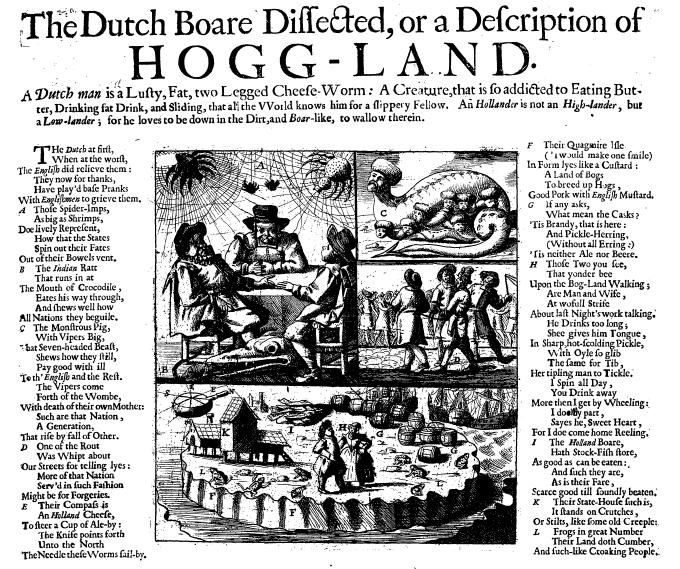 The Dutch Boare Diſſected, or a Deſcription of
HOGG-LAND.
A Dutch man is a Luſty, Fat, two Legged Cheeſe-Worm: A Creature, that is ſo addicted to Eating But-
ter, Drinking fat Drink, and Sliding, that all the VVorld knows him for a ſlippery Fellow. An Hollander is not an High-lander, but
a Low-lander; for he loves to be down in the Dirt, and Boar-like, to wallow therein.
THe Dutch at firſt,
When at the worſt,
The Engliſh did relieve them:
They now for thanks,
Have play'd baſe Pranks
With Engliſhmen to grieve them.
A Thoſe Spider-Imps,
As big as Shrimps,
Doe lively Repreſent,
How that the States
Spin out their Fates
Out of their Bowels vent.
B The Indian Ratt
That runs in at
The Mouth of Crocodile,
Eates his way through,
And ſhews well how
All Nations they beguile.
C The Monſtrous Pig,
With Vipers Big,
That Seven-headed Beaſt,
Shews how they ſtill,
Pay good with ill
To th' Engliſh and the Reſt.
The Vipers come
Forth of the Wombe,
With death of their own Mother:
Such are that Nation,
A Generation,
That riſe by fall of Other.
D One of the Rout
Was Whipt about
Our Streets for telling lyes:
More of that Nation
Serv'd in ſuch Faſhion
Might be for Forgeries.
E Their Compaſs is
An Holland Cheeſe,
To ſteer a Cup of Ale-by:
The Knife points forth
Unto the North
The Needle theſe Worms ſail-by.
F Their Quagmire Iſle
('twould make one ſmile)
In Form lyes like a Cuſtard:
A Land of Bogs
To breed up Hogs,
Good Pork with Engliſh Muſtard.
G If any asks,
What mean the Casks?
'Tis Brandy, that is here:
And Pickle-Herring,
(Without all Erring:)
'Tis neither Ale nor Beere.
H Thoſe Two you ſee,
That yonder bee
Upon the Bog-Land Walking;
Are Man and Wife,
At wofull Strife
About laſt Night's work talking.
He Drinks too long;
Shee gives him Tongue,
In Sharp, hot-ſcolding Pickle,
With Oyle ſo glib
The ſame for Tib,
Her tipling man to Tickle.
I Spin all Day,
You Drink away
More then I get by Wheeling:
I doe my part,
Sayes he, Sweet Heart,
For I doe come home Reeling.
I The Holland Boare,
Hath Stock-Fiſh ſtore,
As good as can be eaten:
And ſuch they are,
As is their Fare,
Scarce good till ſoundly beaten.
K Their State-Houſe ſuch is,
It ſtands on Crutches,
Or Stilts, like ſome old Creeple:
L Frogs in great Number
Their Land doth Cumber,
And ſuch-like Croaking People.
A
C
B
D
E
K
H
G
I
L
F
F